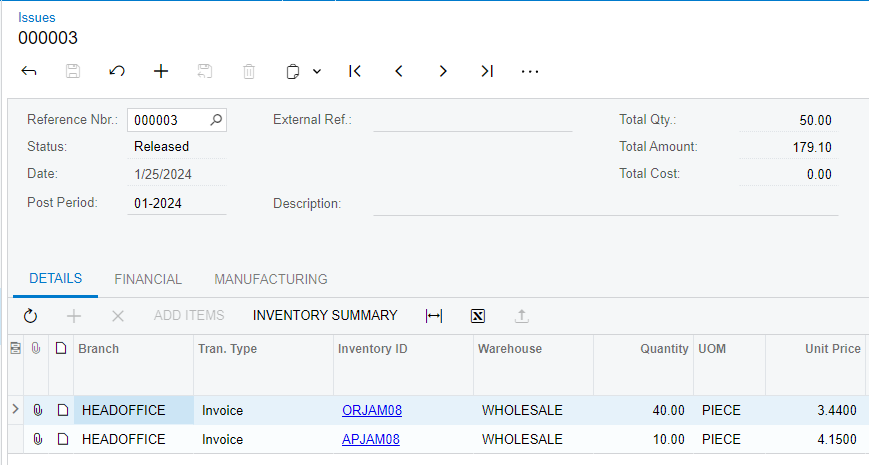 Issues
000003
Reference Nbr.: 000003 External Ref.: Total Qty.: 50.00
Status: Released Total Amount: 179.10
Date: 1/25/2024 Total Cost: 0.00
Post Period: 01-2024 Description:
DETAILS FINANCIAL MANUFACTURING
ADD ITEMS INVENTORY SUMMARY
Branch Tran. Type Inventory ID Warehouse Quantity UOM Unit Price
HEADOFFICE Invoice ORJAM08 WHOLESALE 40.00 PIECE 3.4400
HEADOFFICE Invoice APJAM08 WHOLESALE 10.00 PIECE 4.1500